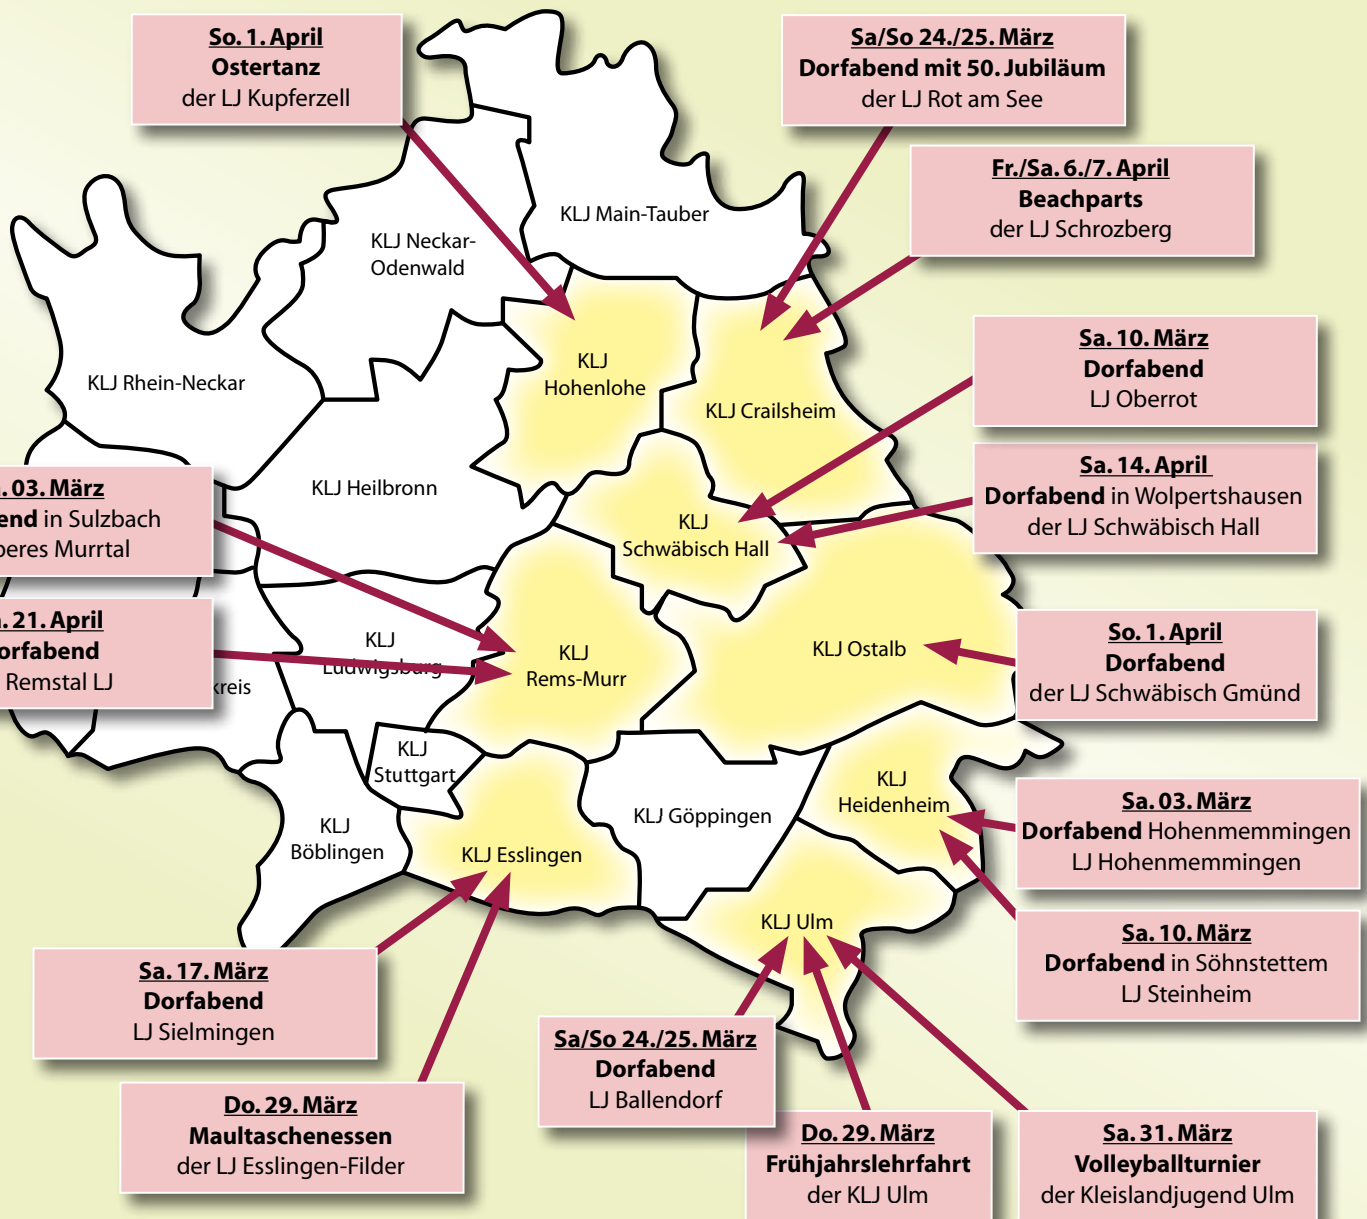 So. 1. April
Ostertanz
der LJ Kupferzell
Sa/So 24./25. März
Dorfabend mit 50. Jubiläum
der LJ Rot am See
Fr./Sa. 6./7. April
Beachparts
der LJ Schrozberg
KLJ Main-Tauber
KLJ Neckar-
Odenwald
KLJ Rhein-Neckar
KLJ
Hohenlohe
KLJ Crailsheim
Sa. 10. März
Dorfabend
LJ Oberrot
KLJ Heilbronn
. 03. März
end in Sulzbach
beres Murrtal
KLJ
Schwäbisch Hall
Sa. 14. April
Dorfabend in Wolpertshausen
der LJ Schwäbisch Hall
. 21. April
orfabend
Remstal LJ
kreis
KLJ
Ludwigsburg
KLJ
Rems-Murr
KLJ Ostalb
So. 1. April
Dorfabend
der LJ Schwäbisch Gmünd
KLJ
Stuttgart
KLJ
Böblingen
KLJ Esslingen
KLJ Göppingen
KLJ
Heidenheim
Sa. 03. März
Dorfabend Hohenmemmingen
LJ Hohenmemmingen
KLJ Ulm
Sa. 10. März
Dorfabend in Söhnstettem
LJ Steinheim
Sa. 17. März
Dorfabend
LJ Sielmingen
Sa/So 24./25. März
Dorfabend
LJ Ballendorf
Do. 29. März
Maultaschenessen
der LJ Esslingen-Filder
Do. 29. März
Frühjahrslehrfahrt
der KLJ Ulm
Sa. 31. März
Volleyballturnier
der Kleislandjugend Ulm